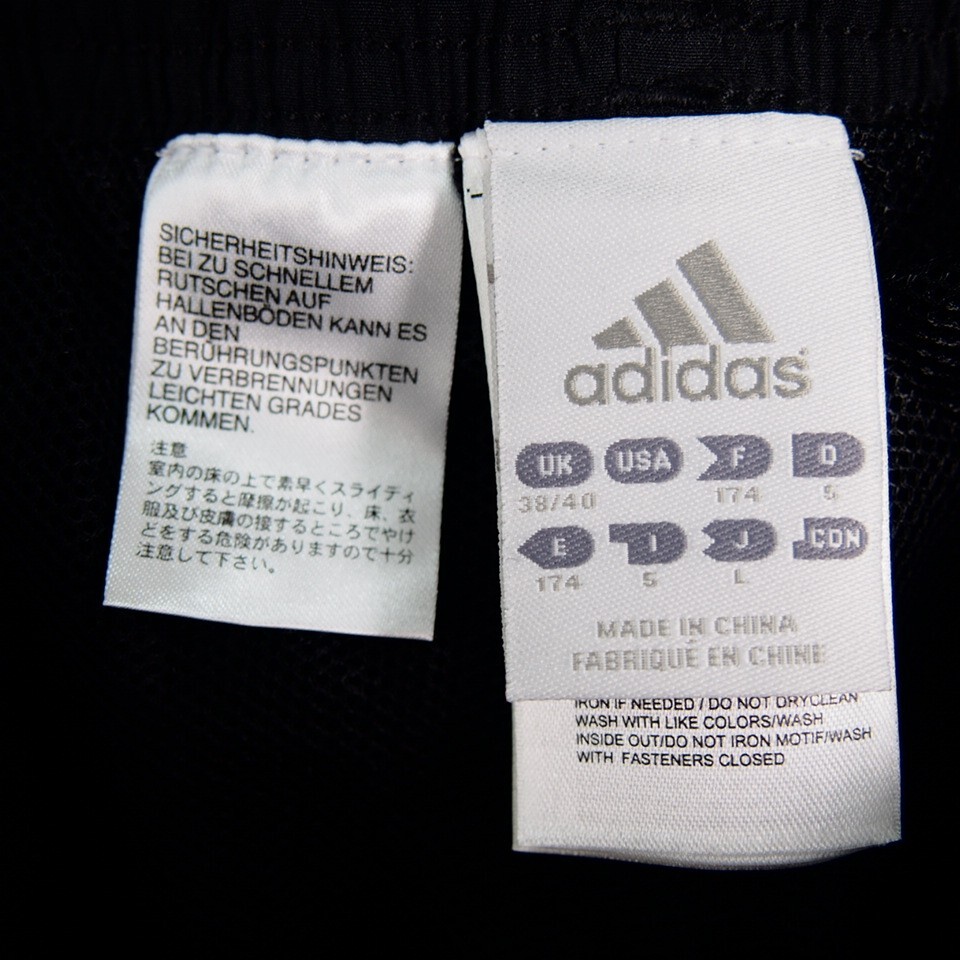 SICHERHEITSHINWEIS:
BEI ZU SCHNELLEM
RUTSCHEN AUF
HALLENBÖDEN KANN ES
AN DEN
BERÜHRUNGSPUNKTEN
ZU VERBRENNUNGEN
LEICHTEN GRADES
KOMMEN.
注意
室内の床の上で素早くスライディ
ングすると摩擦が起こり、床、衣
服及び皮膚の接するところでやけ
どをする危険がありますので十分
注意して下さい。
adidas
UK USA F D
38/40 174 5
E I J CDN
174 5 L
MADE IN CHINA
FABRIQUÉ EN CHINE
IRON IF NEEDED / DO NOT DRYCLEAN
WASH WITH LIKE COLORS/WASH
INSIDE OUT/DO NOT IRON MOTIF/WASH
WITH FASTENERS CLOSED